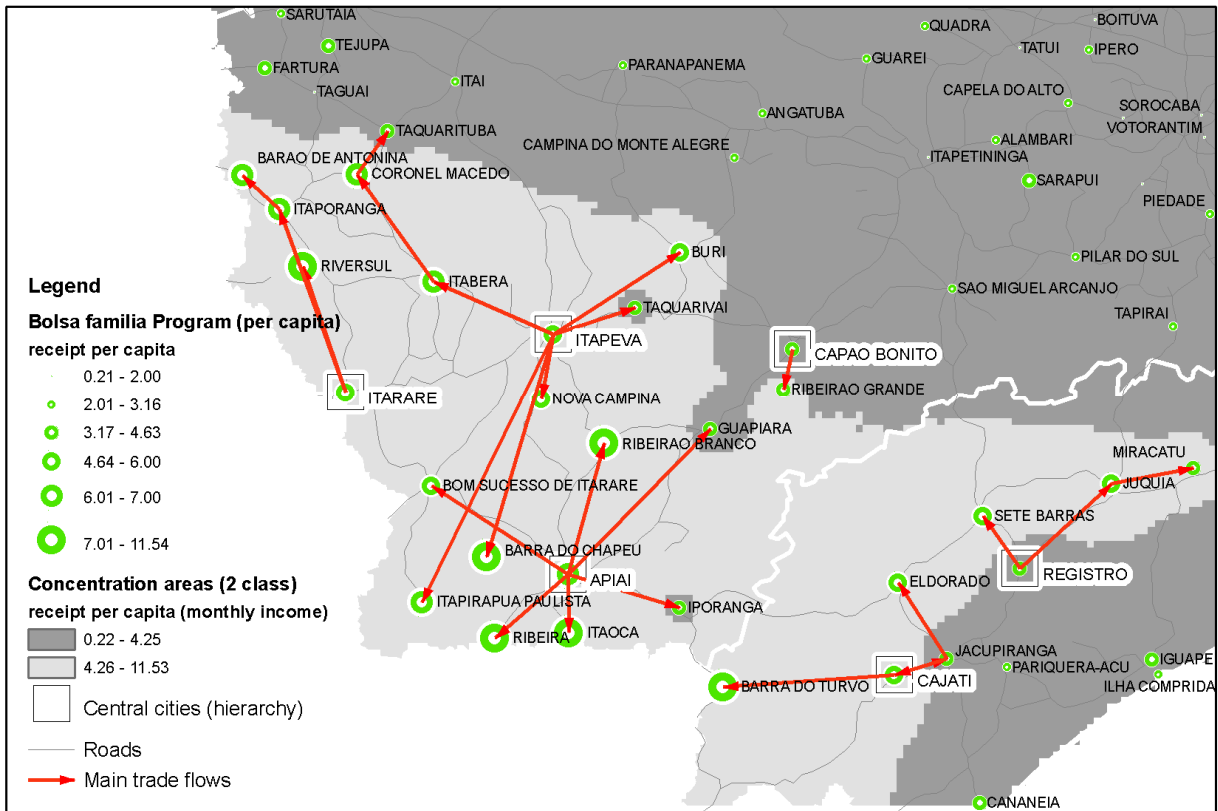 SARUTAIA
QUADRA
BOITUVA
TEJUPA
TATUI
IPERO
FARTURA
PARANAPANEMA
GUAREI
ITAI
TAGUAI
CAPELA DO ALTO
SOROCABA
ANGATUBA
VOTORANTIM
TAQUARITUBA
ALAMBARI
CAMPINA DO MONTE ALEGRE
BARAO DE ANTONINA
ITAPETININGA
CORONEL MACEDO
SARAPUI
PIEDADE
ITAPORANGA
BURI
PILAR DO SUL
RIVERSUL
ITABERA
SAO MIGUEL ARCANJO
TAQUARIVAI
TAPIRAI
ITAPEVA
CAPAO BONITO
RIBEIRAO GRANDE
ITARARE
NOVA CAMPINA
GUAPIARA
RIBEIRAO BRANCO
MIRACATU
BOM SUCESSO DE ITARARE
JUQUIA
SETE BARRAS
BARRA DO CHAPEU
REGISTRO
APIAI
ELDORADO
ITAPIRAPUA PAULISTA
IPORANGA
RIBEIRA
ITAOCA
JACUPIRANGA
IGUAPE
PARIQUERA-ACU
CAJATI
ILHA COMPRIDA
BARRA DO TURVO
CANANEIA
Legend
Bolsa familia Program (per capita)
receipt per capita
0.21 - 2.00
2.01 - 3.16
3.17 - 4.63
4.64 - 6.00
6.01 - 7.00
7.01 - 11.54
Concentration areas (2 class)
receipt per capita (monthly income)
0.22 - 4.25
4.26 - 11.53
Central cities (hierarchy)
Roads
Main trade flows